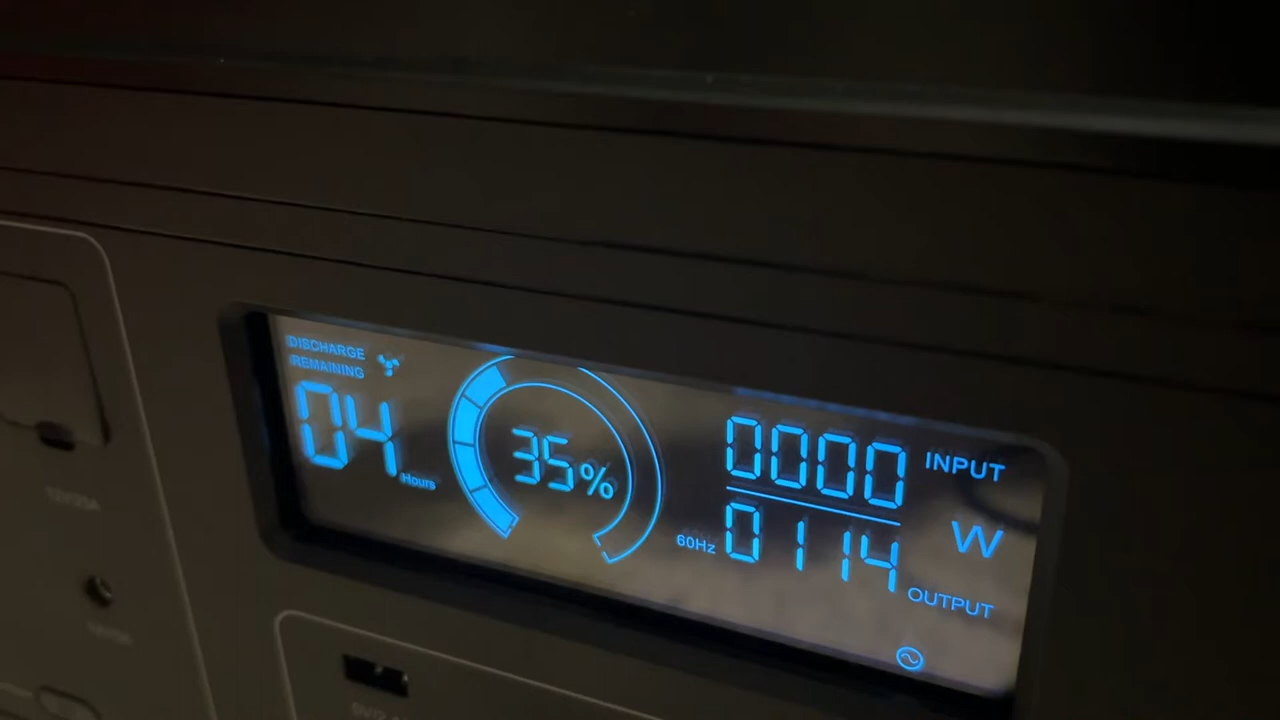 DISCHARGE
REMAINING
04
Hours
35%
0000
INPUT
W
60Hz
0114
OUTPUT